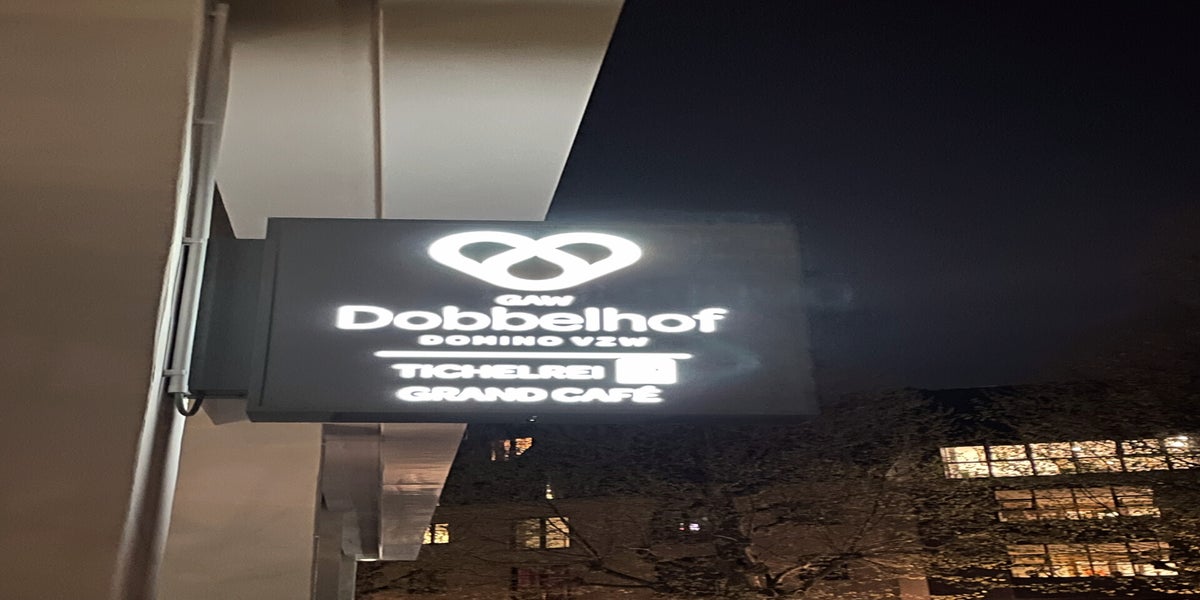 GAW
Dobbelhof
DOMINO VZW
TICHELREI
GRAND CAFÉ